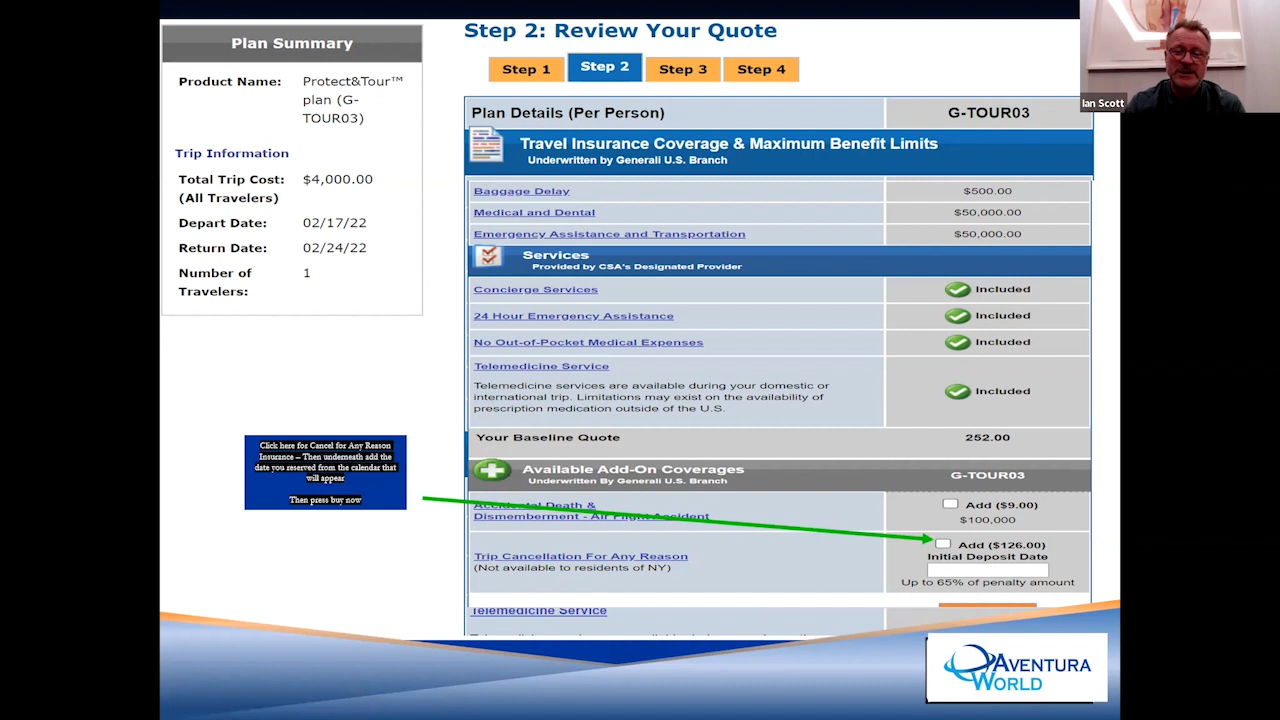 Plan Summary
Product Name: Protect&Tour™
plan (G-
TOUR03)
Trip Information
Total Trip Cost: $4,000.00
(All Travelers)
Depart Date: 02/17/22
Return Date: 02/24/22
Number of 1
Travelers:
Click here for Cancel for Any Reason
Insurance – Then underneath add the
date you reserved from the calendar that
will appear
Then press buy now
Step 2: Review Your Quote
Step 1 Step 2 Step 3 Step 4
Plan Details (Per Person) G-TOUR03
Travel Insurance Coverage & Maximum Benefit Limits
Underwritten by Generali U.S. Branch
Baggage Delay $500.00
Medical and Dental $50,000.00
Emergency Assistance and Transportation $50,000.00
Services
Provided by CSA's Designated Provider
Concierge Services Included
24 Hour Emergency Assistance Included
No Out-of-Pocket Medical Expenses Included
Telemedicine Service
Telemedicine services are available during your domestic or
international trip. Limitations may exist on the availability of
prescription medication outside of the U.S.
Included
Your Baseline Quote 252.00
Available Add-On Coverages G-TOUR03
Underwritten By Generali U.S. Branch
Accidental Death &
Dismemberment - Air Flight Accident
Add ($9.00)
$100,000
Trip Cancellation For Any Reason
(Not available to residents of NY)
Add ($126.00)
Initial Deposit Date
Up to 65% of penalty amount
Telemedicine Service
Ian Scott
AVENTURA
WORLD